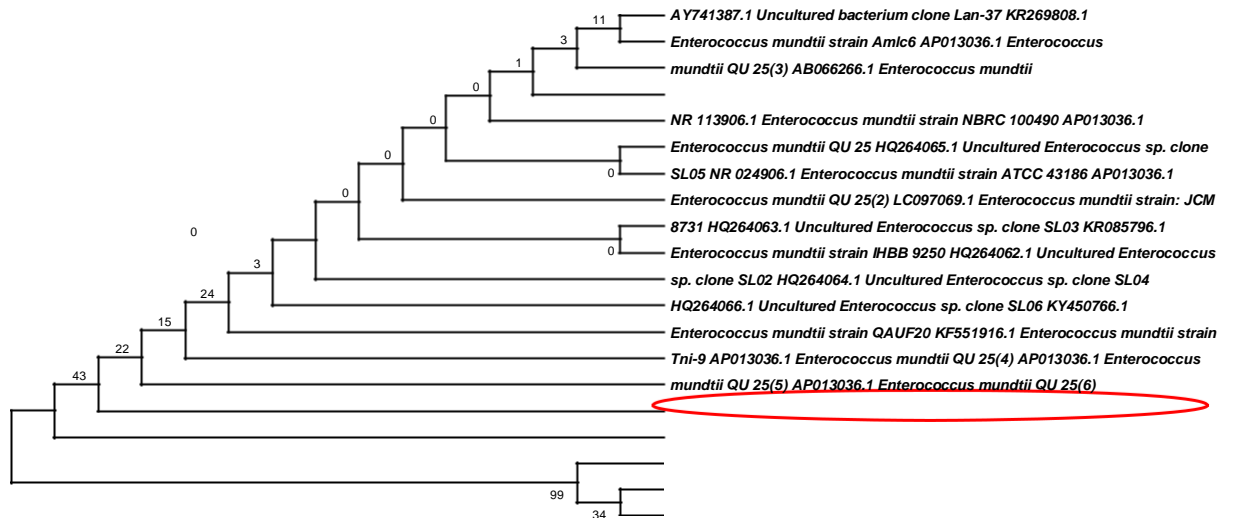 11 AY741387.1 Uncultured bacterium clone Lan-37 KR269808.1
3 Enterococcus mundtii strain Amlc6 AP013036.1 Enterococcus
1 mundtii QU 25(3) AB066266.1 Enterococcus mundtii
0
0 NR 113906.1 Enterococcus mundtii strain NBRC 100490 AP013036.1
0 Enterococcus mundtii QU 25 HQ264065.1 Uncultured Enterococcus sp. clone
0 SL05 NR 024906.1 Enterococcus mundtii strain ATCC 43186 AP013036.1
0 Enterococcus mundtii QU 25(2) LC097069.1 Enterococcus mundtii strain: JCM
0 8731 HQ264063.1 Uncultured Enterococcus sp. clone SL03 KR085796.1
0 Enterococcus mundtii strain IHBB 9250 HQ264062.1 Uncultured Enterococcus
3 sp. clone SL02 HQ264064.1 Uncultured Enterococcus sp. clone SL04
24 HQ264066.1 Uncultured Enterococcus sp. clone SL06 KY450766.1
15 Enterococcus mundtii strain QAUF20 KF551916.1 Enterococcus mundtii strain
22 Tni-9 AP013036.1 Enterococcus mundtii QU 25(4) AP013036.1 Enterococcus
43 mundtii QU 25(5) AP013036.1 Enterococcus mundtii QU 25(6)
99
34